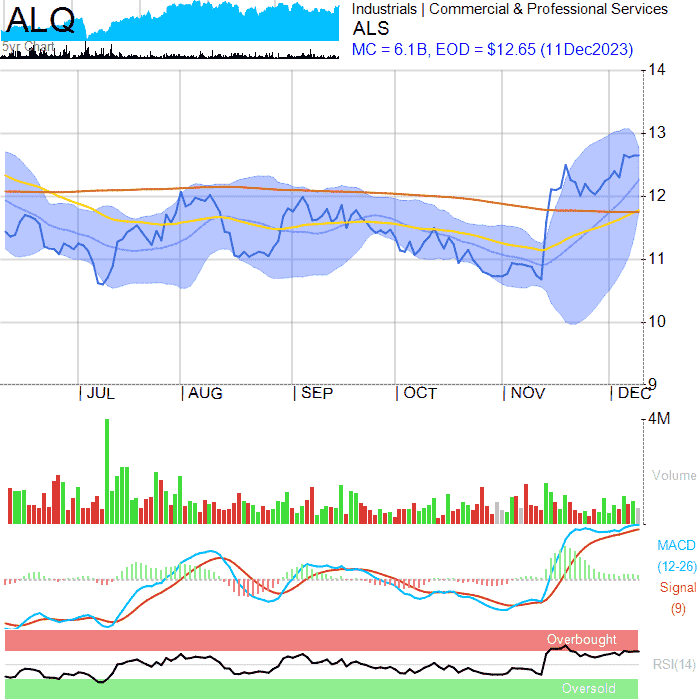 ALQ
5yr Chart
Industrials | Commercial & Professional Services
ALS
MC = 6.1B, EOD = $12.65 (11Dec2023)
14
13
12
11
10
9
| JUL | AUG | SEP | OCT | NOV | DEC
4M
Volume
MACD
(12-26)
Signal
(9)
Overbought
RSI(14)
Oversold